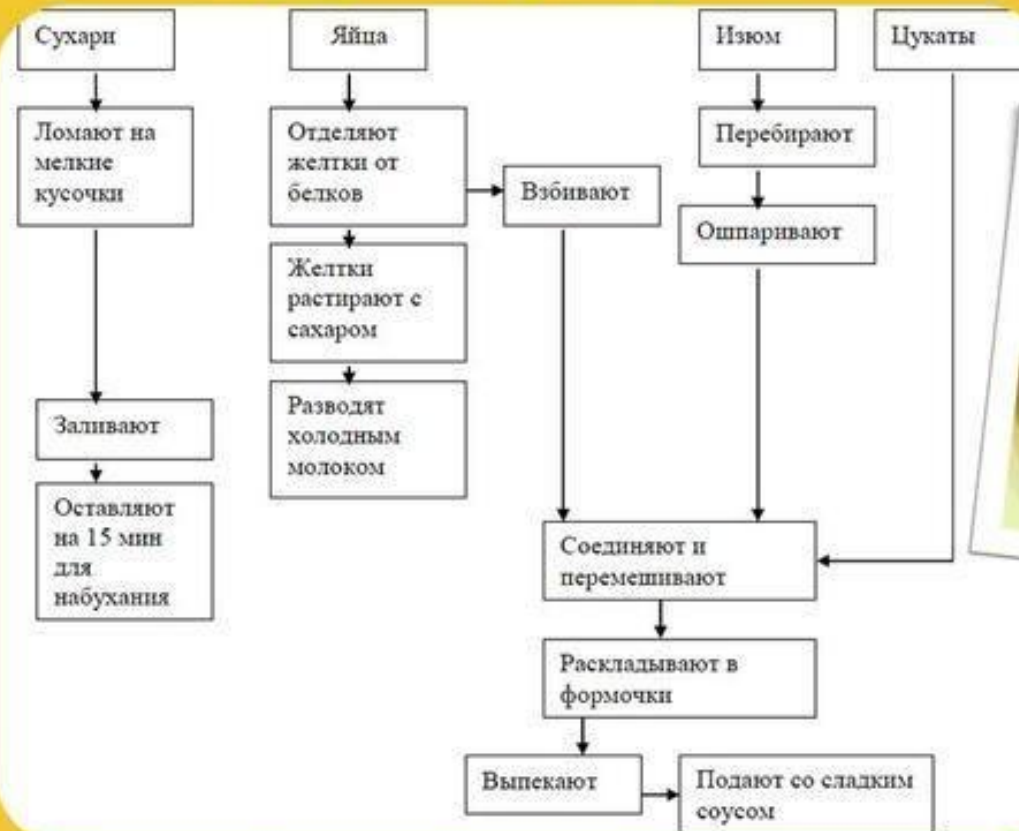 Сухари
Яйца
Изюм
Цукаты
Ломают на
мелкие
кусочки
Отделяют
желтки от
белков
Взбивают
Перебирают
Ошпаривают
Желтки
растирают с
сахаром
Разводят
холодным
молоком
Заливают
Оставляют
на 15 мин
для
набухания
Соединяют и
перемешивают
Раскладывают в
формочки
Выпекают
Подают со сладким
соусом